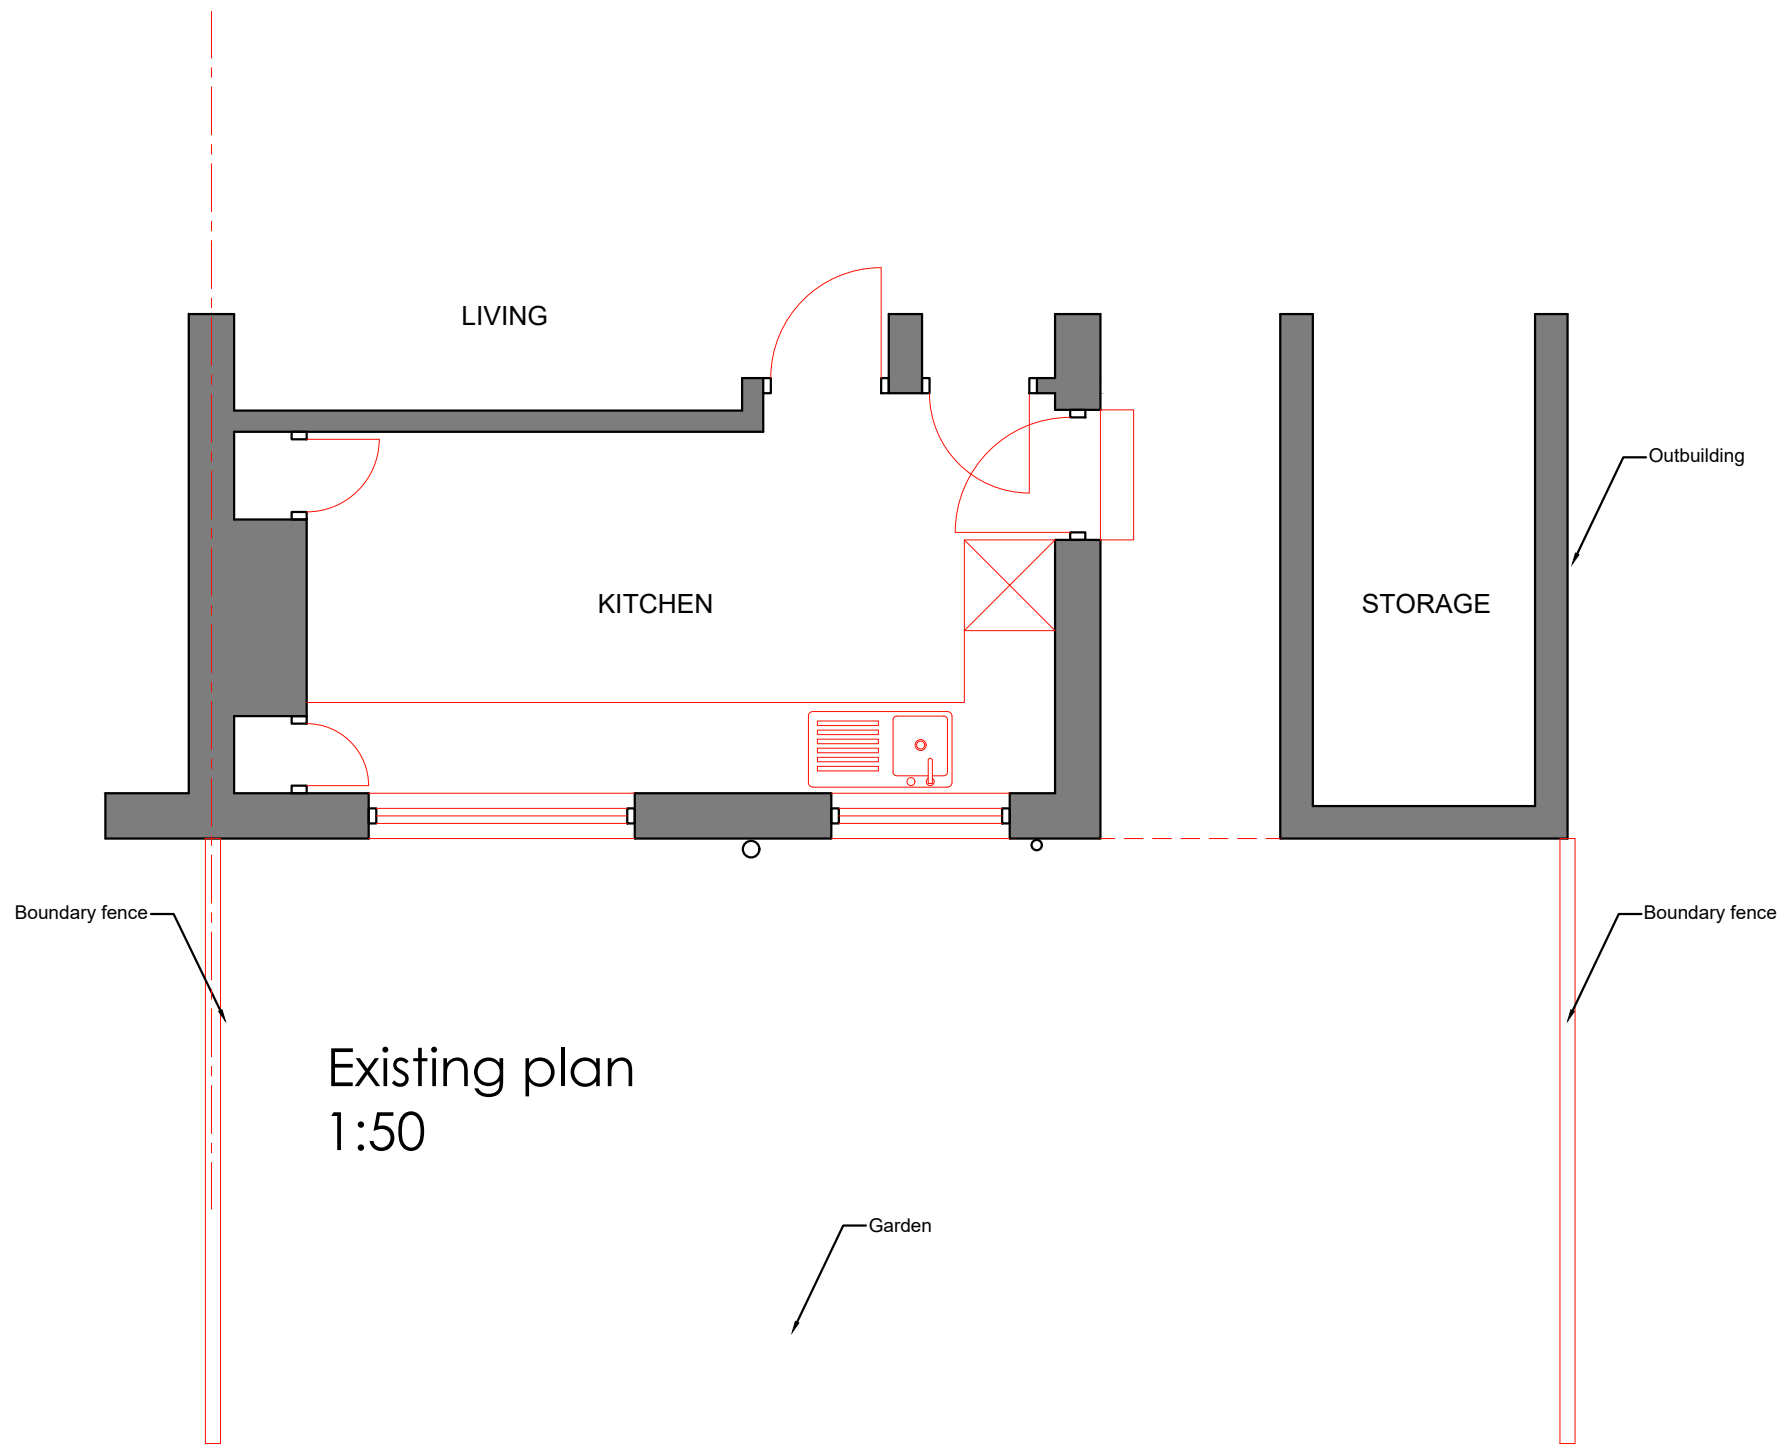 LIVING
Outbuilding
KITCHEN
STORAGE
Boundary fence
Boundary fence
Existing plan
1:50
Garden